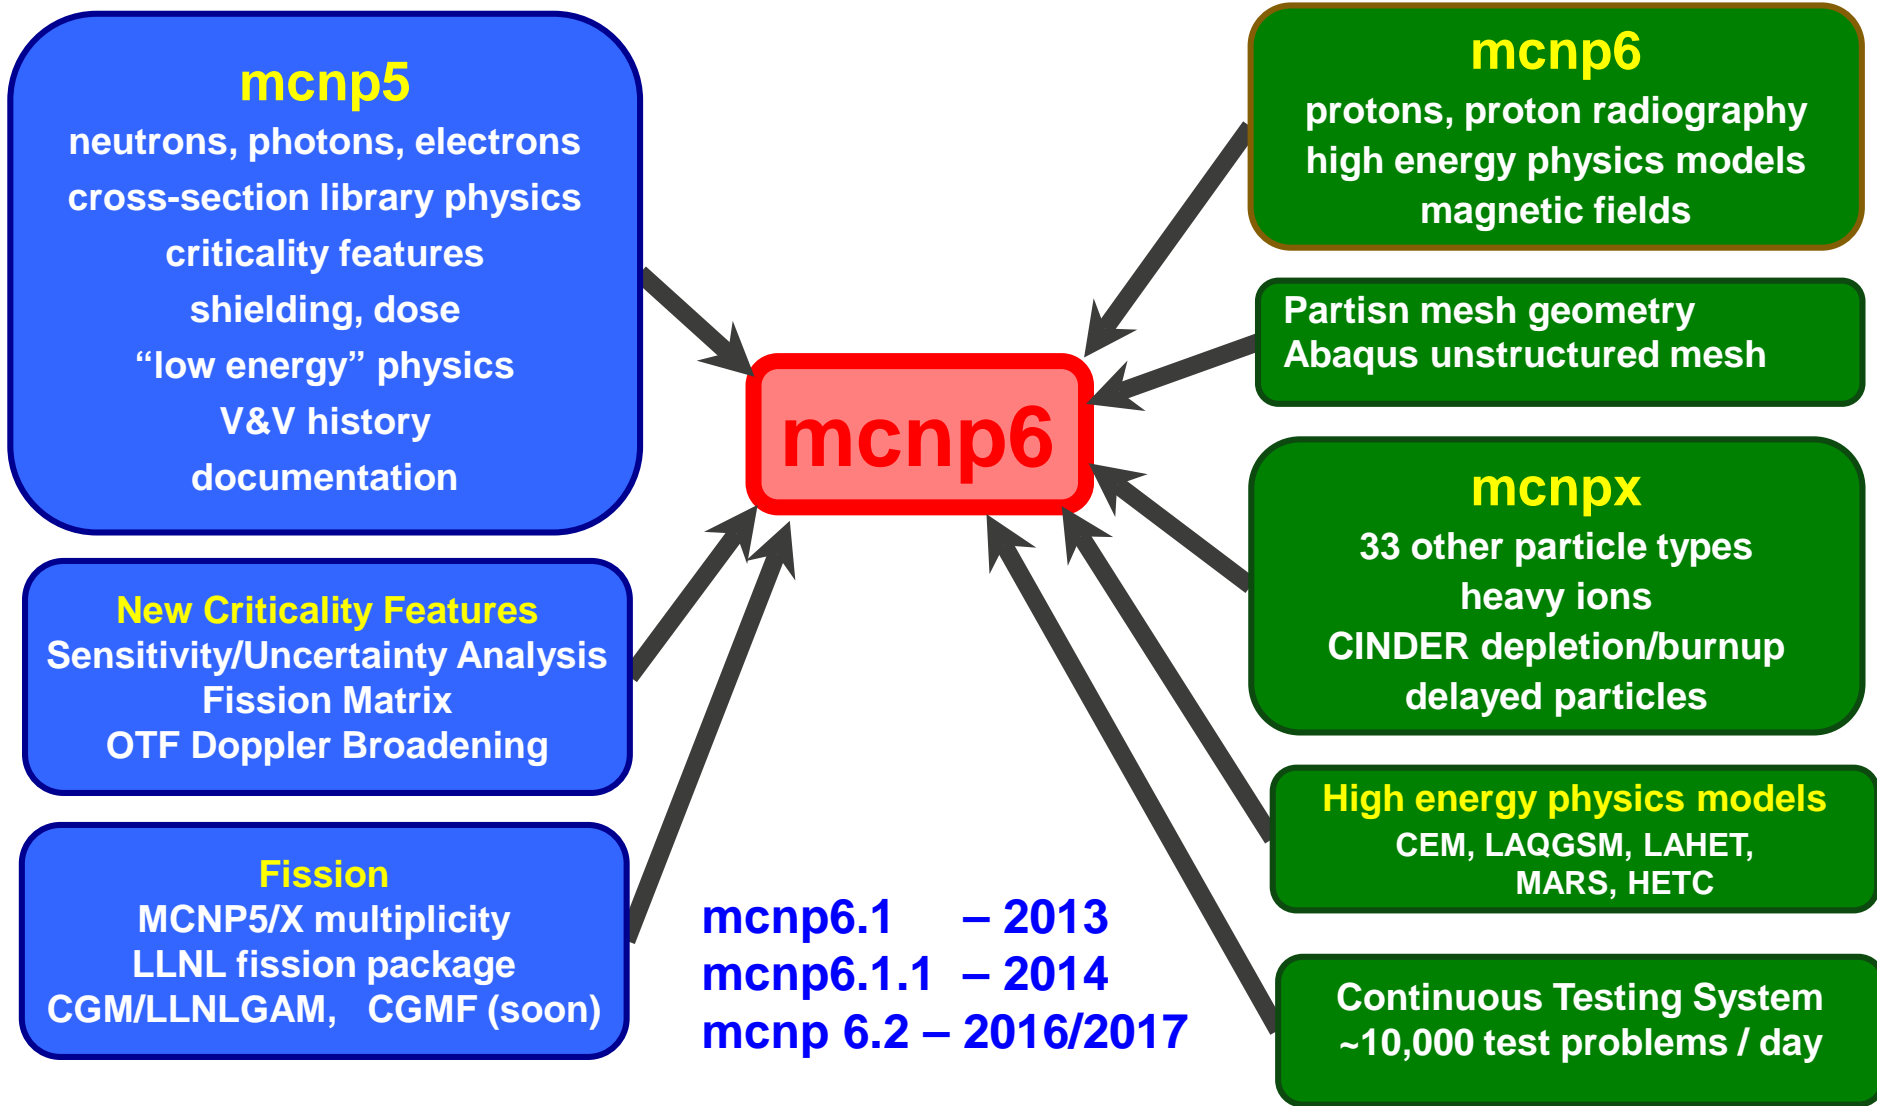 mcnp5
neutrons, photons, electrons
cross-section library physics
criticality features
shielding, dose
“low energy” physics
V&V history
documentation
New Criticality Features
Sensitivity/Uncertainty Analysis
Fission Matrix
OTF Doppler Broadening
Fission
MCNP5/X multiplicity
LLNL fission package
CGM/LLNLGAM, CGMF (soon)
mcnp6
mcnp6.1 – 2013
mcnp6.1.1 – 2014
mcnp 6.2 – 2016/2017
mcnp6
protons, proton radiography
high energy physics models
magnetic fields
Partisn mesh geometry
Abaqus unstructured mesh
mcnpx
33 other particle types
heavy ions
CINDER depletion/burnup
delayed particles
High energy physics models
CEM, LAQGSM, LAHET,
MARS, HETC
Continuous Testing System
~10,000 test problems / day